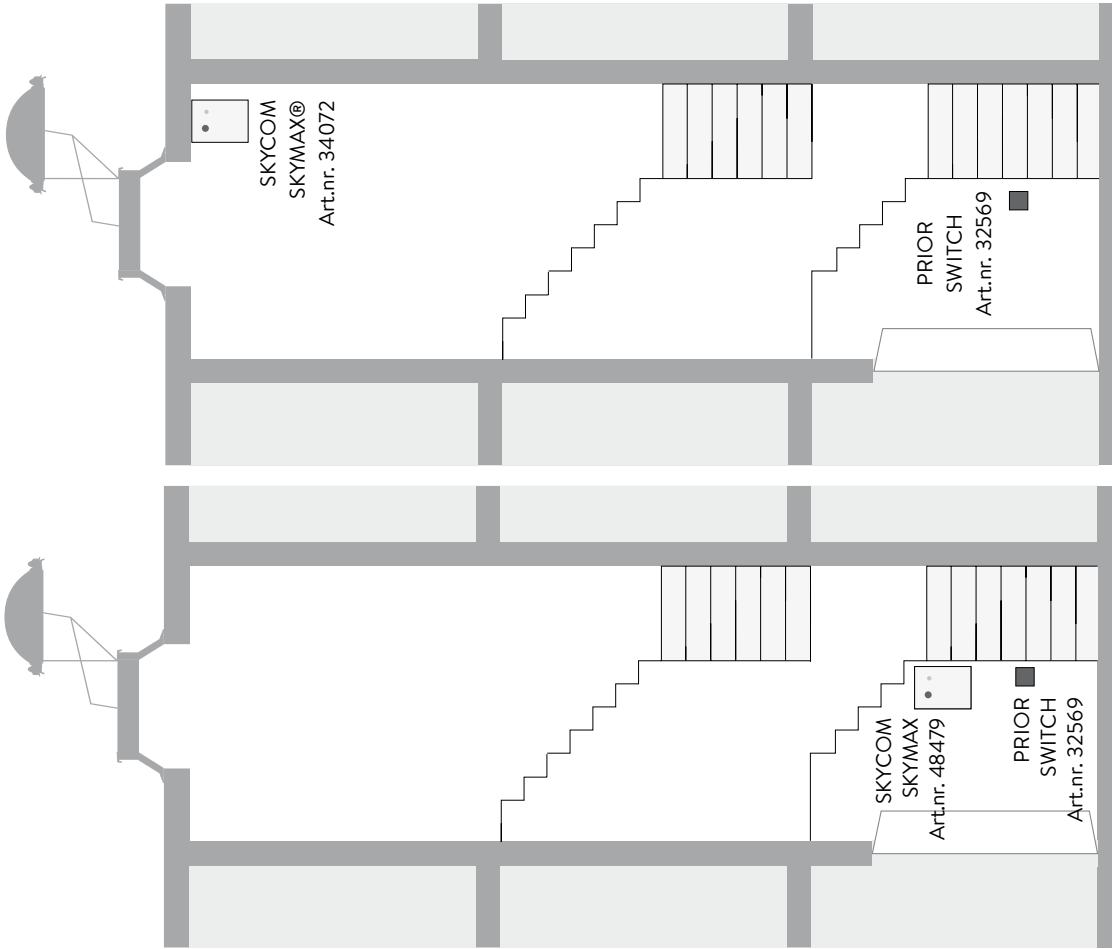 SKYCOM
SKYMAX®
Art.nr. 34072
PRIOR
SWITCH
Art.nr. 32569
SKYCOM
SKYMAX
Art.nr. 48479
PRIOR
SWITCH
Art.nr. 32569